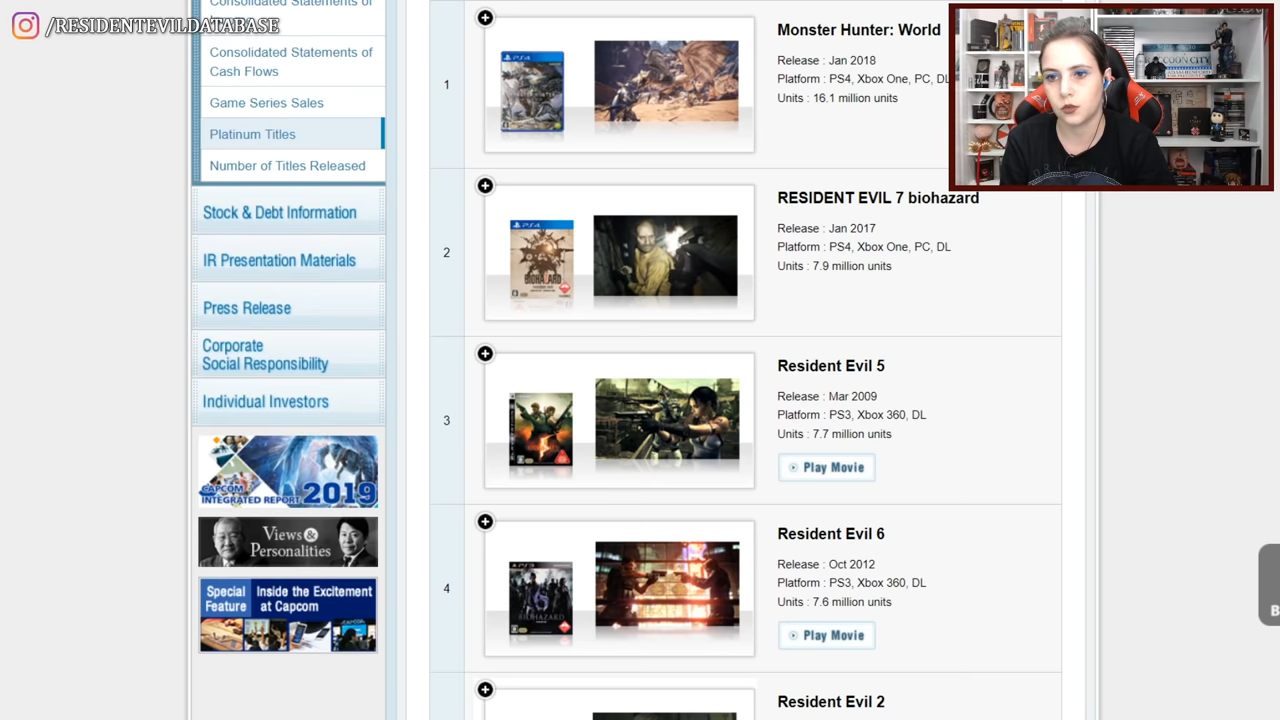 /RESIDENTEVILDATABASE
Consolidated Statements of
Consolidated Statements of
Cash Flows
Game Series Sales
Platinum Titles
Number of Titles Released
Stock & Debt Information
IR Presentation Materials
Press Release
Corporate
Social Responsibility
Individual Investors
CAPCOM
INTEGRATED REPORT 2019
Views &
Personalities
Special
Feature
Inside the Excitement
at Capcom
1
Monster Hunter: World
Release : Jan 2018
Platform : PS4, Xbox One, PC, DL
Units : 16.1 million units
2
RESIDENT EVIL 7 biohazard
Release : Jan 2017
Platform : PS4, Xbox One, PC, DL
Units : 7.9 million units
3
Resident Evil 5
Release : Mar 2009
Platform : PS3, Xbox 360, DL
Units : 7.7 million units
Play Movie
4
Resident Evil 6
Release : Oct 2012
Platform : PS3, Xbox 360, DL
Units : 7.6 million units
Play Movie
Resident Evil 2